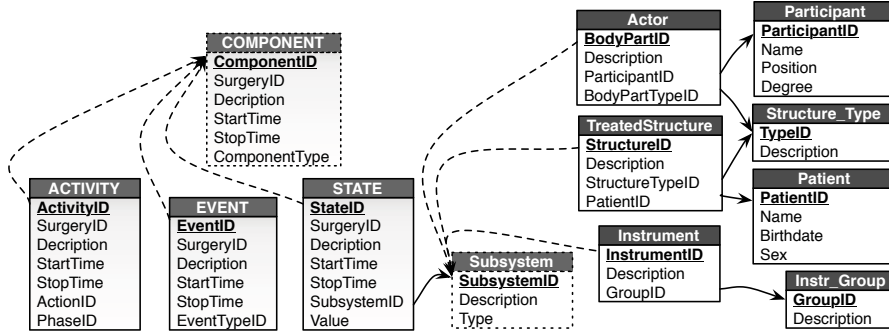 COMPONENT
ComponentID
SurgeryID
Decription
StartTime
StopTime
ComponentType
ACTIVITY
ActivityID
SurgeryID
Decription
StartTime
StopTime
ActionID
PhaseID
EVENT
EventID
SurgeryID
Decription
StartTime
StopTime
EventTypeID
STATE
StateID
SurgeryID
Decription
StartTime
StopTime
SubsystemID
Value
Subsystem
SubsystemID
Description
Type
Actor
BodyPartID
Description
ParticipantID
BodyPartTypeID
TreatedStructure
StructureID
Description
StructureTypeID
PatientID
Instrument
InstrumentID
Description
GroupID
Participant
ParticipantID
Name
Position
Degree
Structure_Type
TypeID
Description
Patient
PatientID
Name
Birthdate
Sex
Instr_Group
GroupID
Description